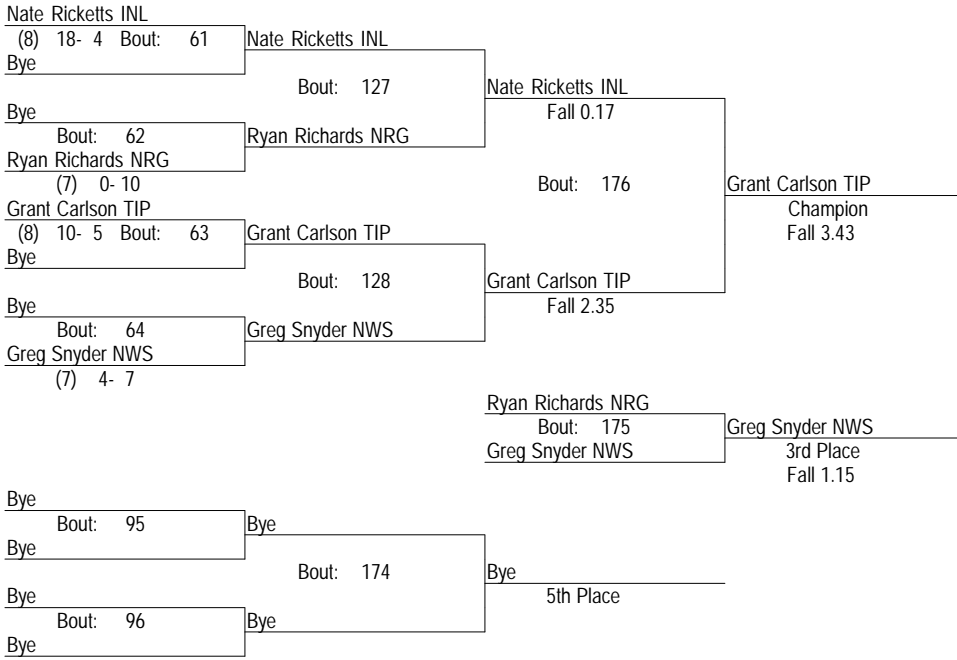 Nate Ricketts INL
(8) 18- 4 Bout: 61
Nate Ricketts INL
Bye
Bout: 127
Nate Ricketts INL
Bye
Fall 0.17
Bout: 62
Ryan Richards NRG
Ryan Richards NRG
(7) 0- 10
Bout: 176
Grant Carlson TIP
Grant Carlson TIP
Champion
(8) 10- 5 Bout: 63
Grant Carlson TIP
Fall 3.43
Bye
Bout: 128
Grant Carlson TIP
Bye
Fall 2.35
Bout: 64
Greg Snyder NWS
Greg Snyder NWS
(7) 4- 7
Ryan Richards NRG
Bout: 175
Greg Snyder NWS
Greg Snyder NWS
3rd Place
Fall 1.15
Bye
Bout: 95
Bye
Bye
Bout: 174
Bye
Bye
5th Place
Bout: 96
Bye
Bye